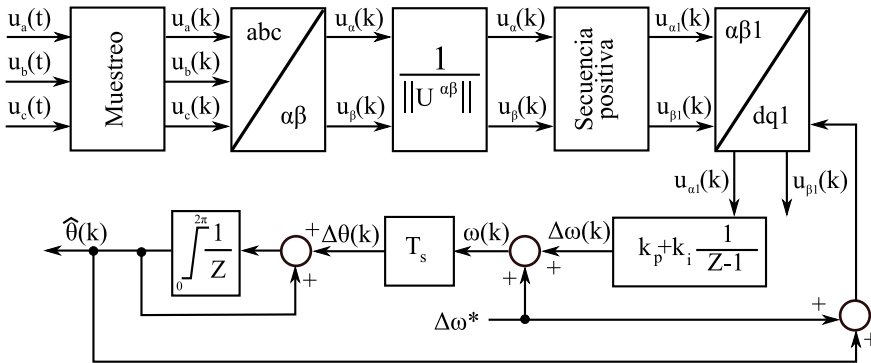 u_a(t)
u_b(t)
u_c(t)
Muestreo
u_a(k)
u_b(k)
u_c(k)
abc
αβ
u_α(k)
u_β(k)
1
||U^αβ||
u_α(k)
u_β(k)
Secuencia
positiva
u_α1(k)
u_β1(k)
αβ1
dq1
u_α1(k)
u_β1(k)
θ̂(k)
2π
∫
0
1
Z
+
+
Δθ(k)
T_s
ω(k)
+
+
Δω(k)
k_p+k_i 1
Z-1
Δω*
+
+